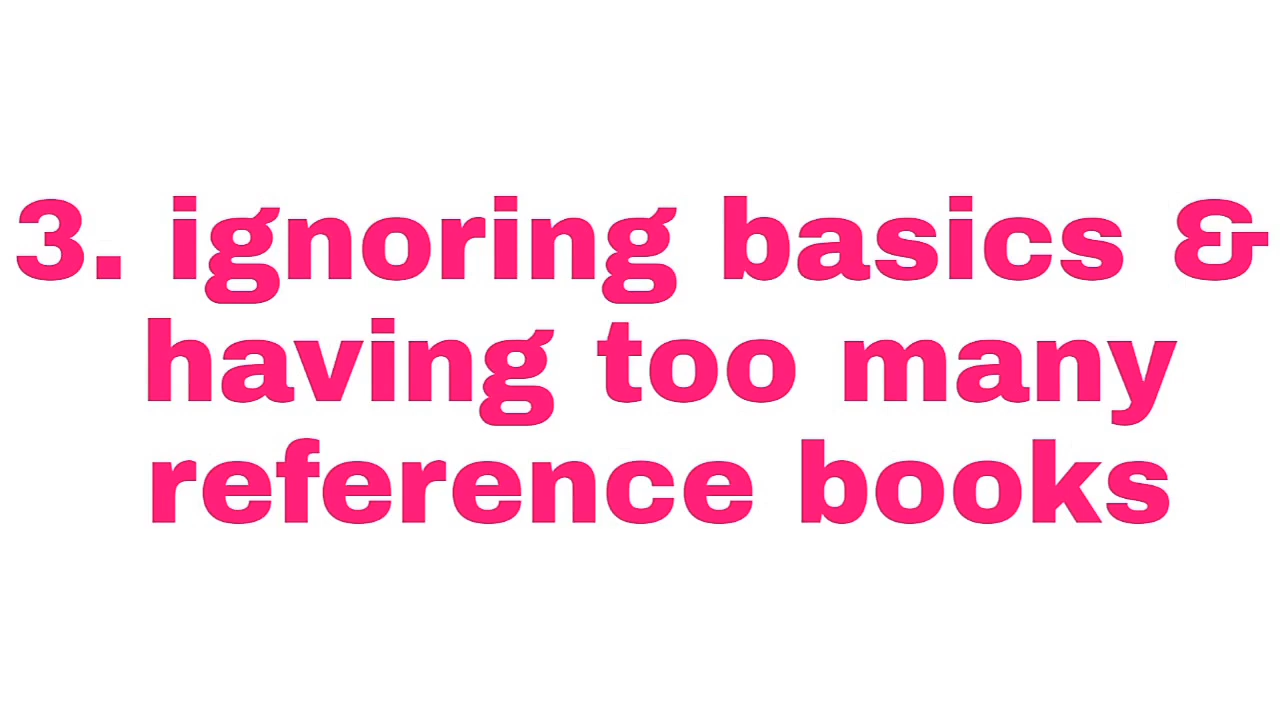 3. ignoring basics &
having too many
reference books